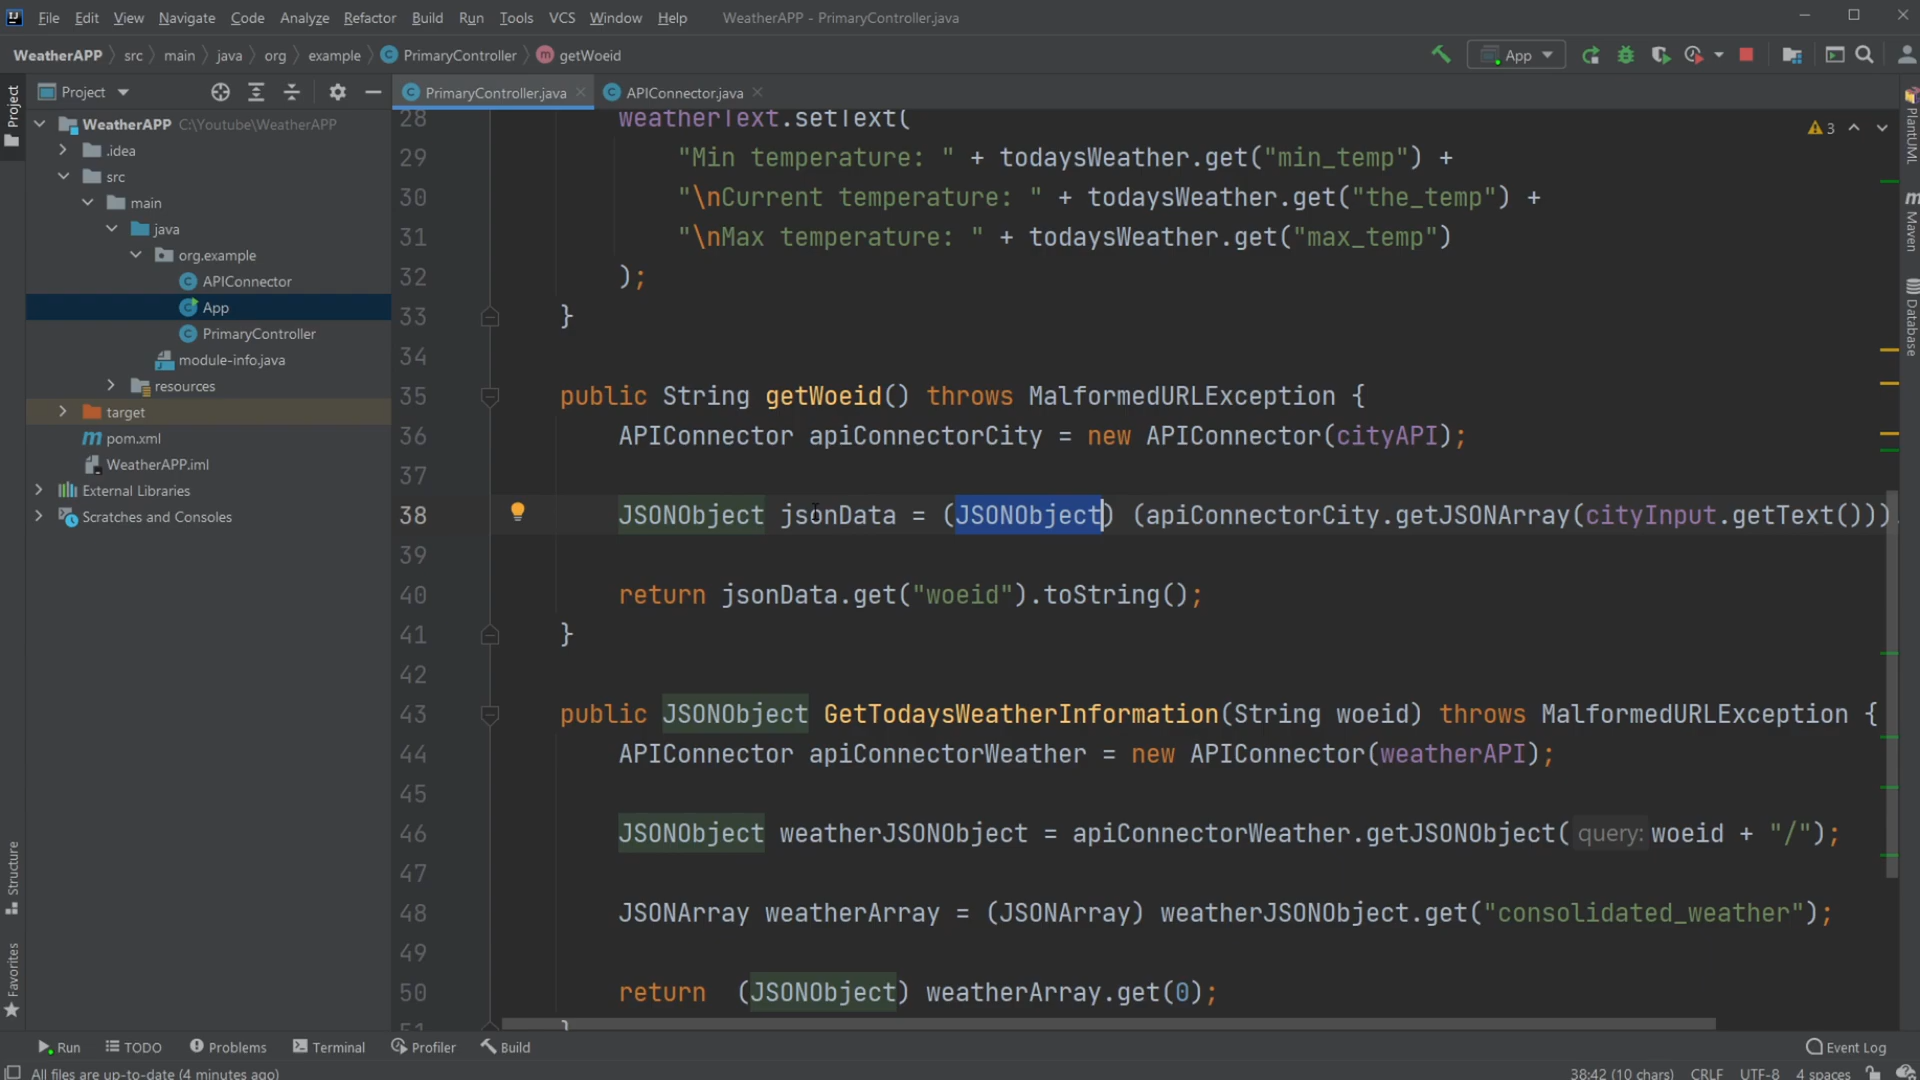 File Edit View Navigate Code Analyze Refactor Build Run Tools VCS Window Help WeatherAPP - PrimaryController.java
WeatherAPP src main java org example PrimaryController m getWoeid App
Project PrimaryController.java APIConnector.java
Project
WeatherAPP C:\Youtube\WeatherAPP
.idea
src
main
java
org.example
APIConnector
App
PrimaryController
module-info.java
resources
target
pom.xml
WeatherAPP.iml
External Libraries
Scratches and Consoles
Structure
Favorites
28 weatherText.setText(
29 "Min temperature: " + todaysWeather.get("min_temp") +
30 "\nCurrent temperature: " + todaysWeather.get("the_temp") +
31 "\nMax temperature: " + todaysWeather.get("max_temp")
32 );
33 }
34
35 public String getWoeid() throws MalformedURLException {
36 APIConnector apiConnectorCity = new APIConnector(cityAPI);
37
38 JSONObject jsonData = (JSONObject) (apiConnectorCity.getJSONArray(cityInput.getText())).
39
40 return jsonData.get("woeid").toString();
41 }
42
43 public JSONObject GetTodaysWeatherInformation(String woeid) throws MalformedURLException {
44 APIConnector apiConnectorWeather = new APIConnector(weatherAPI);
45
46 JSONObject weatherJSONObject = apiConnectorWeather.getJSONObject( query: woeid + "/");
47
48 JSONArray weatherArray = (JSONArray) weatherJSONObject.get("consolidated_weather");
49
50 return (JSONObject) weatherArray.get(0);
51 }
3
PlantUML
Maven
Database
Run TODO Problems Terminal Profiler Build Event Log
All files are up-to-date (4 minutes ago) 38:42 (10 chars) CRLF UTF-8 4 spaces